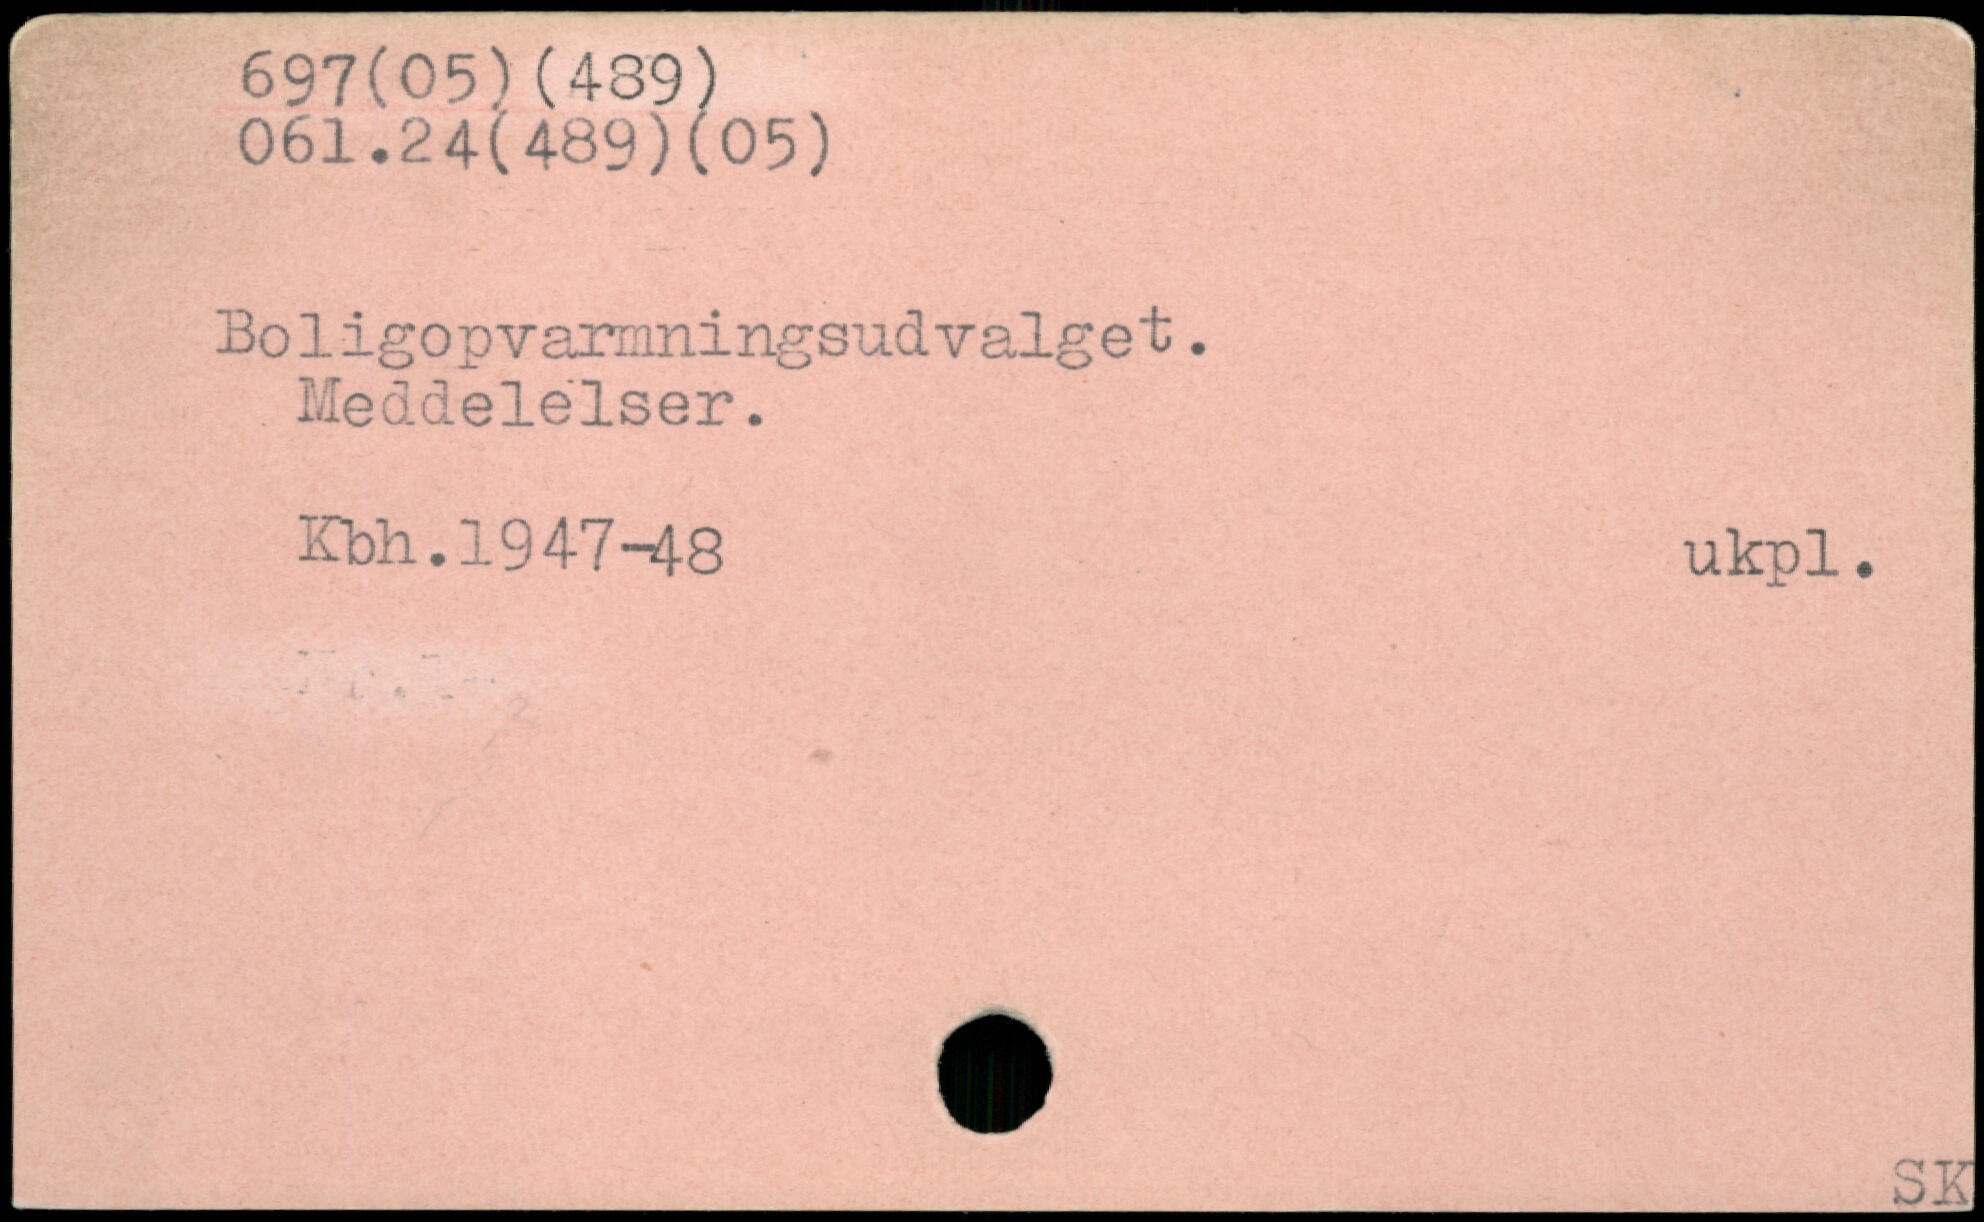 697(05)(489)
061.24(489)(05)
Boligopvarmningsudvalget.
Meddelelser.
Kbh.1947-48
ukpl.
SK